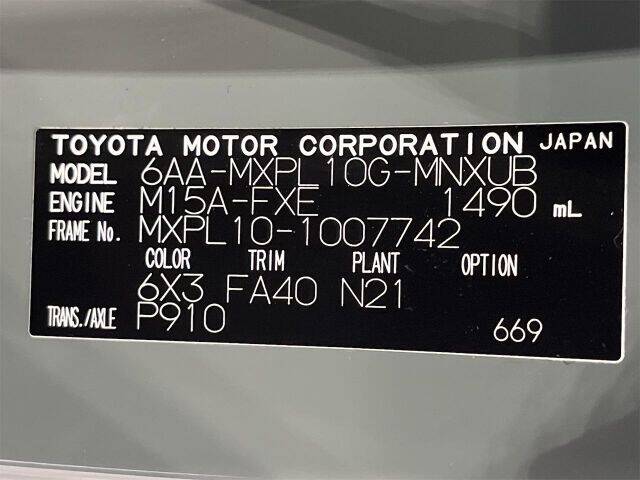 TOYOTA MOTOR CORPORATION JAPAN
MODEL 6AA-MXPL10G-MNXUB
ENGINE M15A-FXE 1490 mL
FRAME No. MXPL10-1007742
COLOR TRIM PLANT OPTION
6X3 FA40 N21
TRANS./AXLE P910 669